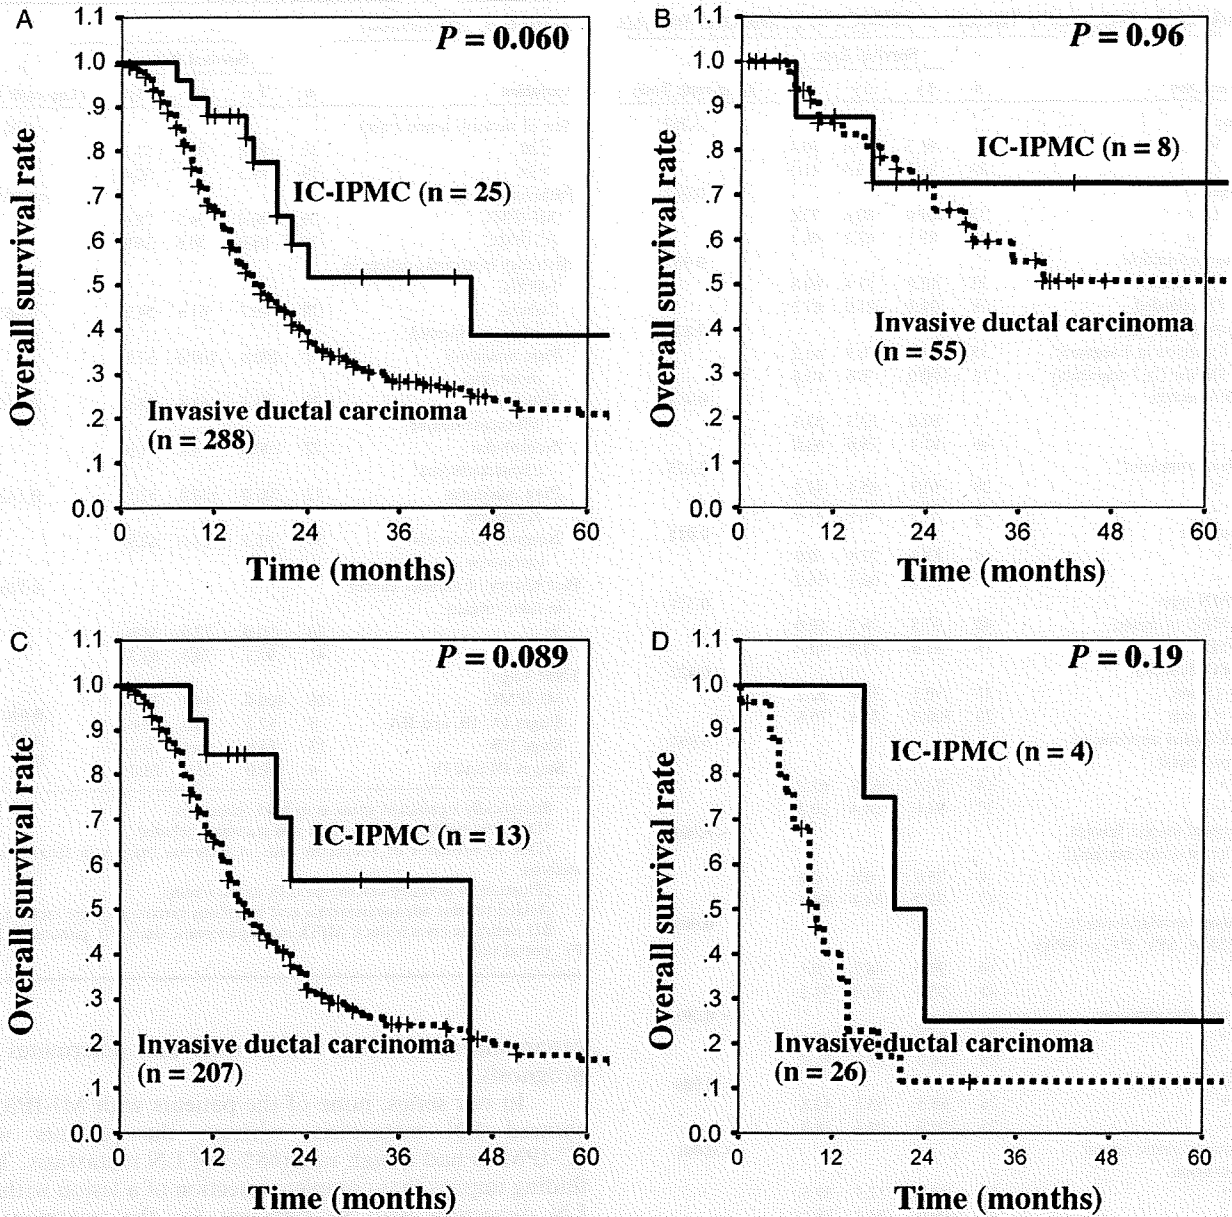 A
P = 0.060
Overall survival rate
1.1
1.0
.9
.8
.7
.6
.5
.4
.3
.2
.1
0.0
IC-IPMC (n = 25)
Invasive ductal carcinoma
(n = 288)
0 12 24 36 48 60
Time (months)
B
P = 0.96
Overall survival rate
1.1
1.0
.9
.8
.7
.6
.5
.4
.3
.2
.1
0.0
IC-IPMC (n = 8)
Invasive ductal carcinoma
(n = 55)
0 12 24 36 48 60
Time (months)
C
P = 0.089
Overall survival rate
1.1
1.0
.9
.8
.7
.6
.5
.4
.3
.2
.1
0.0
IC-IPMC (n = 13)
Invasive ductal carcinoma
(n = 207)
0 12 24 36 48 60
Time (months)
D
P = 0.19
Overall survival rate
1.1
1.0
.9
.8
.7
.6
.5
.4
.3
.2
.1
0.0
IC-IPMC (n = 4)
Invasive ductal carcinoma
(n = 26)
0 12 24 36 48 60
Time (months)